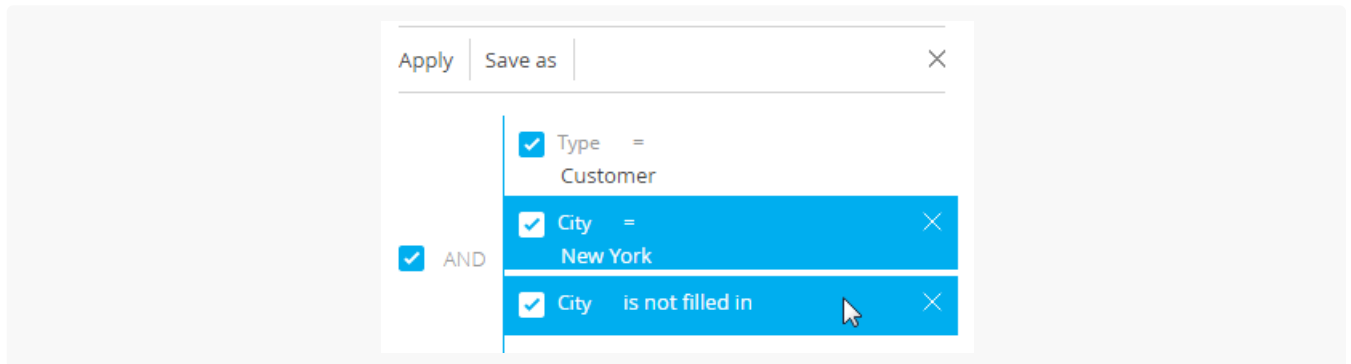 Apply Save as
Type =
Customer
City =
New York
AND
City is not filled in